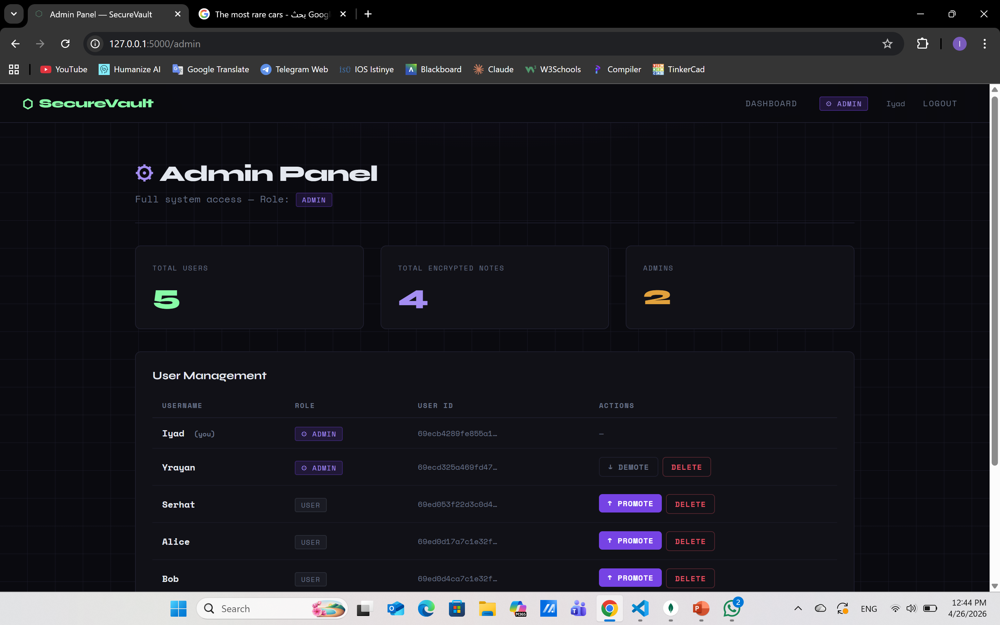 Admin Panel — SecureVault
The most rare cars - بحث Googl
127.0.0.1:5000/admin
YouTube
Humanize AI
Google Translate
Telegram Web
İSÜ IOS Istinye
Blackboard
Claude
W3Schools
Compiler
TinkerCad
SecureVault
DASHBOARD
⚙ ADMIN
Iyad
LOGOUT
⚙ Admin Panel
Full system access — Role: ADMIN
TOTAL USERS
5
TOTAL ENCRYPTED NOTES
4
ADMINS
2
User Management
USERNAME ROLE USER ID ACTIONS
Iyad (you) ⚙ ADMIN 69ecb4289fe855a1… —
Yrayan ⚙ ADMIN 69ecd325a469fd47… ↓ DEMOTE DELETE
Serhat USER 69ed053f22d3c0d4… ↑ PROMOTE DELETE
Alice USER 69ed0d17a7c1e32f… ↑ PROMOTE DELETE
Bob USER 69ed0d4ca7c1e32f… ↑ PROMOTE DELETE
Search
M365
2
ENG
12:44 PM
4/26/2026